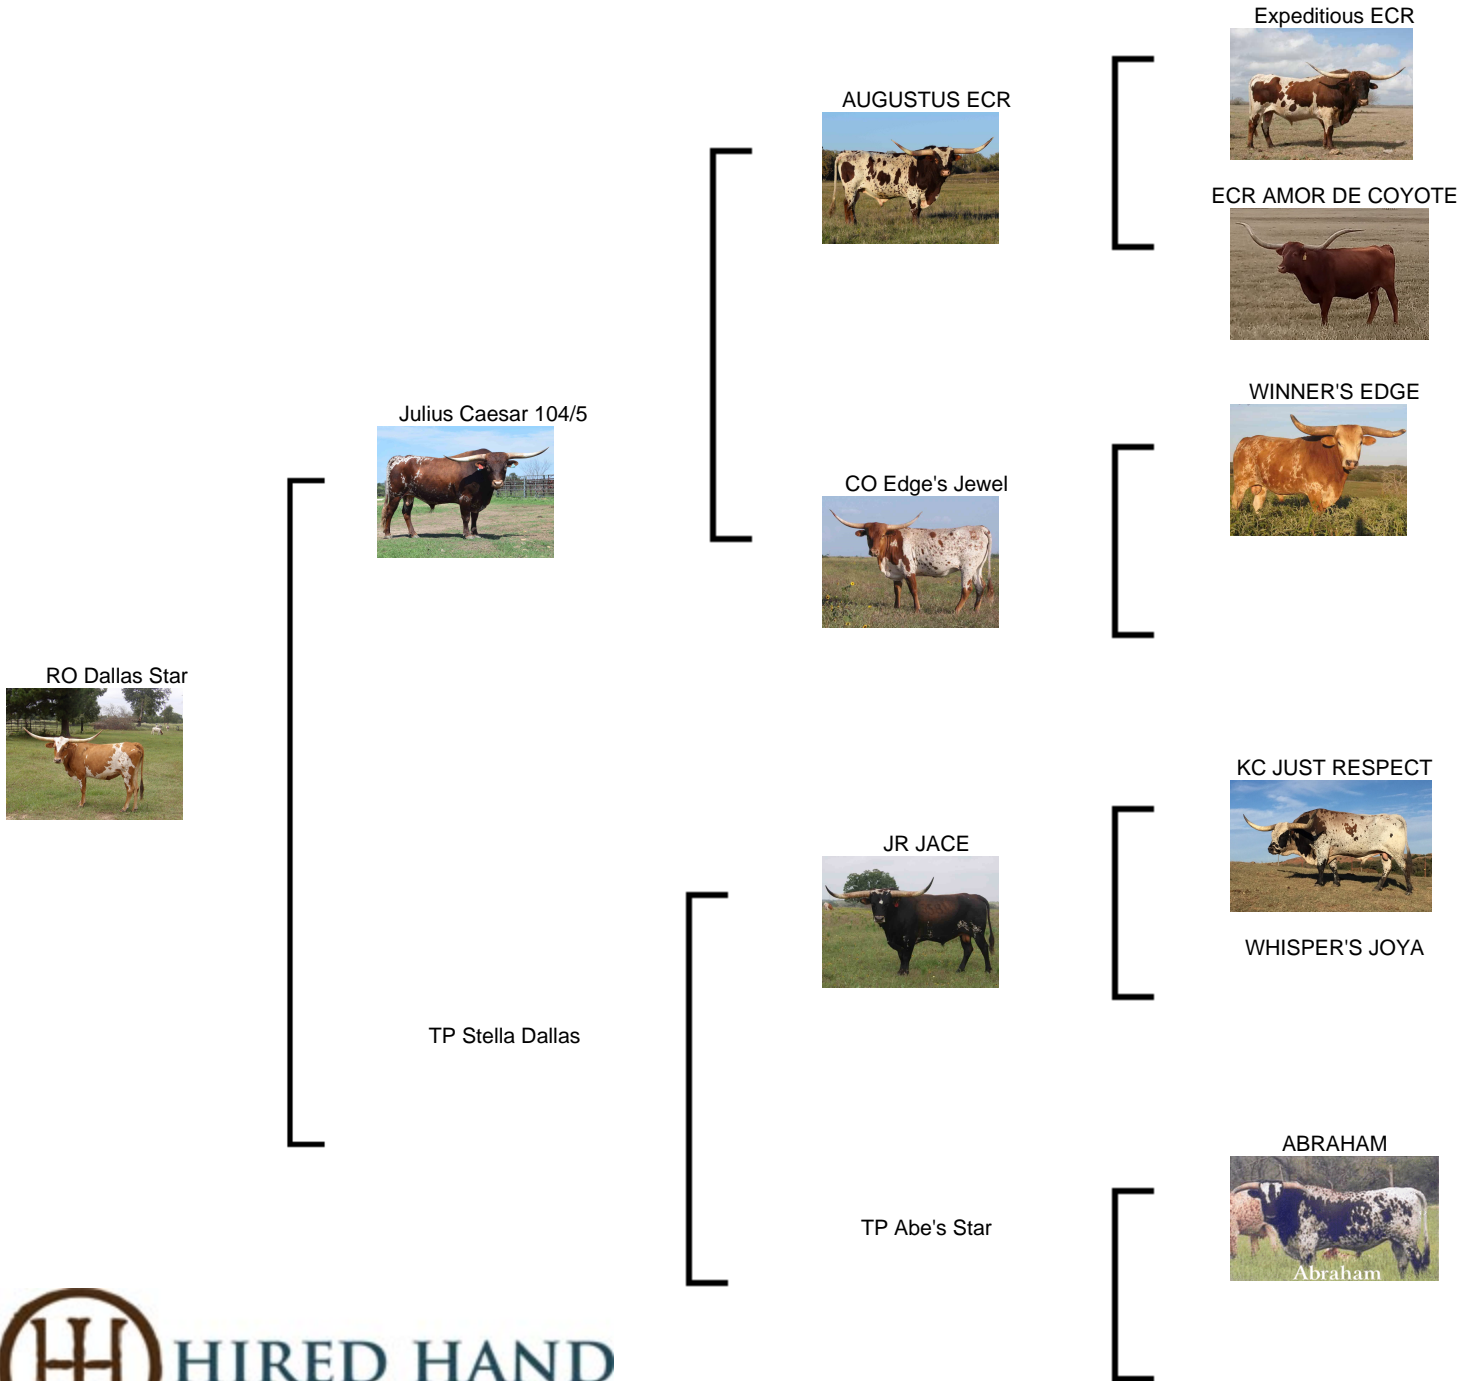 Expeditious ECR
AUGUSTUS ECR
ECR AMOR DE COYOTE
WINNER'S EDGE
Julius Caesar 104/5
CO Edge's Jewel
RO Dallas Star
KC JUST RESPECT
JR JACE
WHISPER'S JOYA
TP Stella Dallas
ABRAHAM
TP Abe's Star
Abraham
HIRED HAND